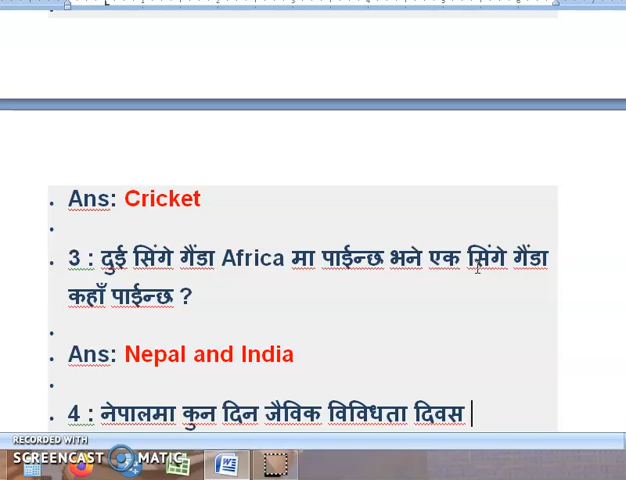 Ans: Cricket
3 : दुई सिंगे गैंडा Africa मा पाईन्छ भने एक सिंगे गैंडा
कहाँ पाईन्छ ?
Ans: Nepal and India
4 : नेपालमा कुन दिन जैविक विविधता दिवस
RECORDED WITH
SCREENCAST MATIC